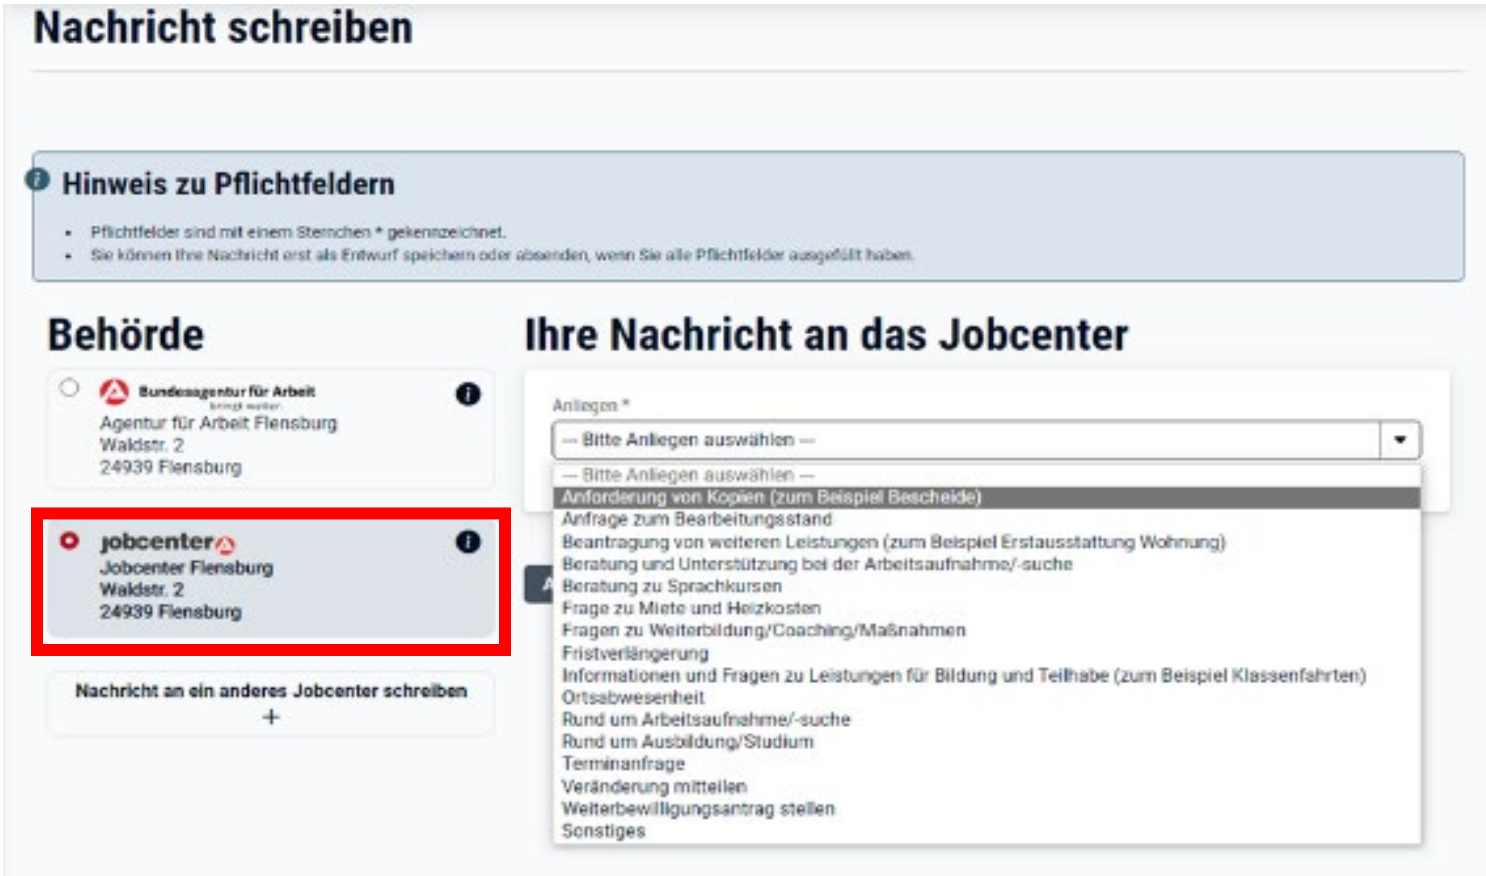 Nachricht schreiben
Hinweis zu Pflichtfeldern
• Pflichtfelder sind mit einem Sternchen * gekennzeichnet.
• Sie können Ihre Nachricht erst als Entwurf speichern oder absenden, wenn Sie alle Pflichtfelder ausgefüllt haben.
Behörde
Bundesagentur für Arbeit
bringt weiter.
Agentur für Arbeit Flensburg
Waldstr. 2
24939 Flensburg
jobcenter
Jobcenter Flensburg
Waldstr. 2
24939 Flensburg
Nachricht an ein anderes Jobcenter schreiben
+
Ihre Nachricht an das Jobcenter
Anliegen *
--- Bitte Anliegen auswählen ---
--- Bitte Anliegen auswählen ---
Anforderung von Kopien (zum Beispiel Bescheide)
Anfrage zum Bearbeitungsstand
Beantragung von weiteren Leistungen (zum Beispiel Erstausstattung Wohnung)
Beratung und Unterstützung bei der Arbeitsaufnahme/-suche
Beratung zu Sprachkursen
Frage zu Miete und Heizkosten
Fragen zu Weiterbildung/Coaching/Maßnahmen
Fristverlängerung
Informationen und Fragen zu Leistungen für Bildung und Teilhabe (zum Beispiel Klassenfahrten)
Ortsabwesenheit
Rund um Arbeitsaufnahme/-suche
Rund um Ausbildung/Studium
Terminanfrage
Veränderung mitteilen
Weiterbewilligungsantrag stellen
Sonstiges